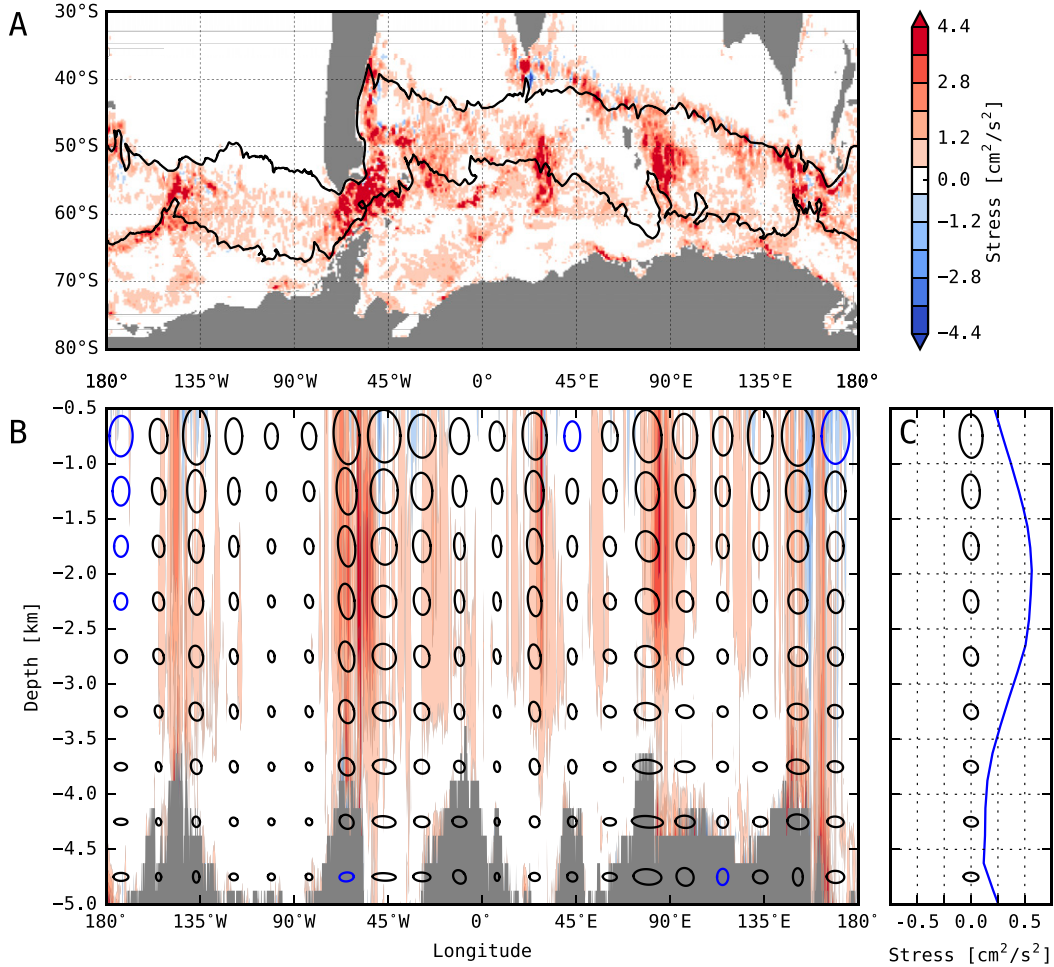 A
30°S
40°S
50°S
60°S
70°S
80°S
180° 135°W 90°W 45°W 0° 45°E 90°E 135°E 180°
4.4
2.8
1.2
0.0
−1.2
−2.8
−4.4
Stress [cm²/s²]
B
−0.5
−1.0
−1.5
−2.0
−2.5
−3.0
−3.5
−4.0
−4.5
−5.0
Depth [km]
180° 135°W 90°W 45°W 0° 45°E 90°E 135°E 180°
Longitude
C
-0.5 0.0 0.5
Stress [cm²/s²]